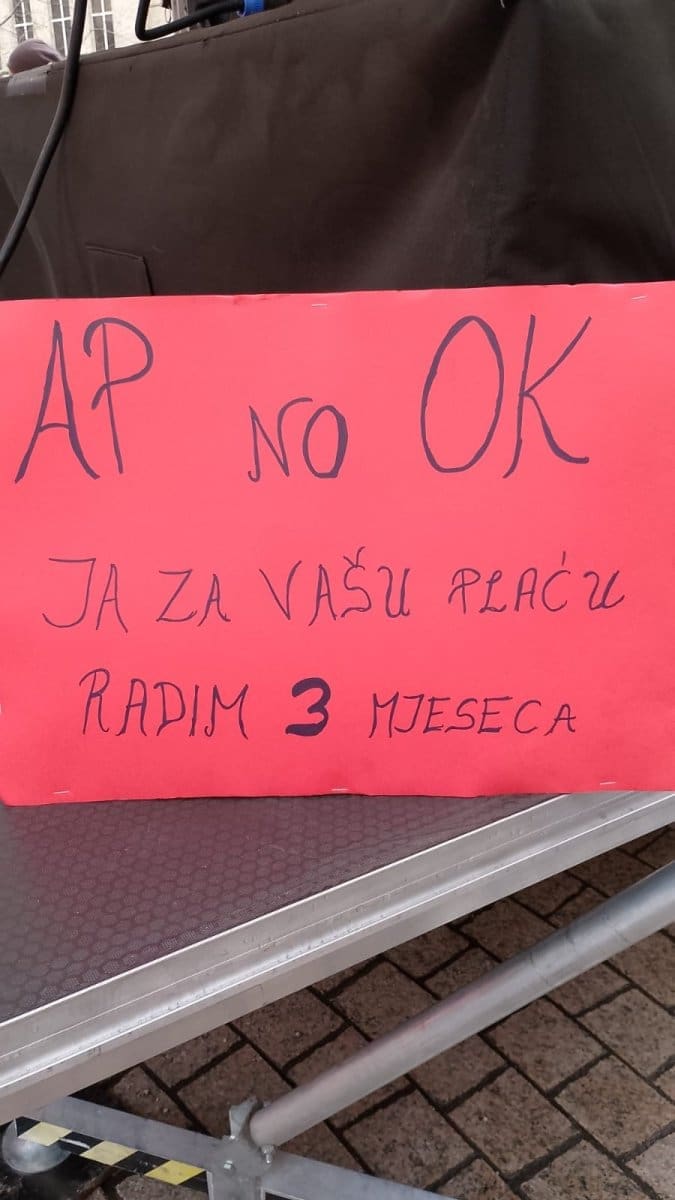 AP NO OK
JA ZA VAŠU PLAĆU
RADIM 3 MJESECA